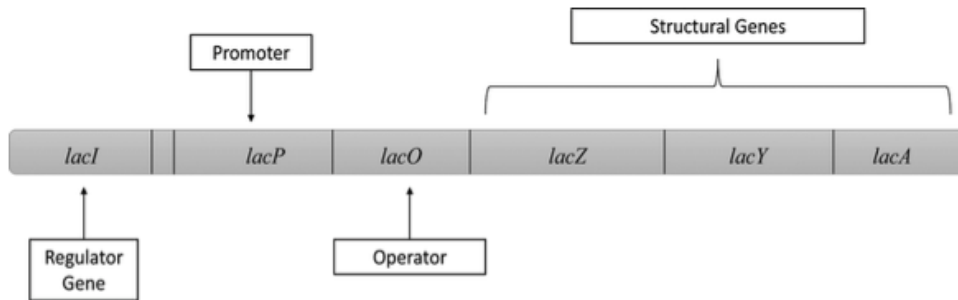 Structural Genes
Promoter
lacI lacP lacO lacZ lacY lacA
Regulator
Gene
Operator